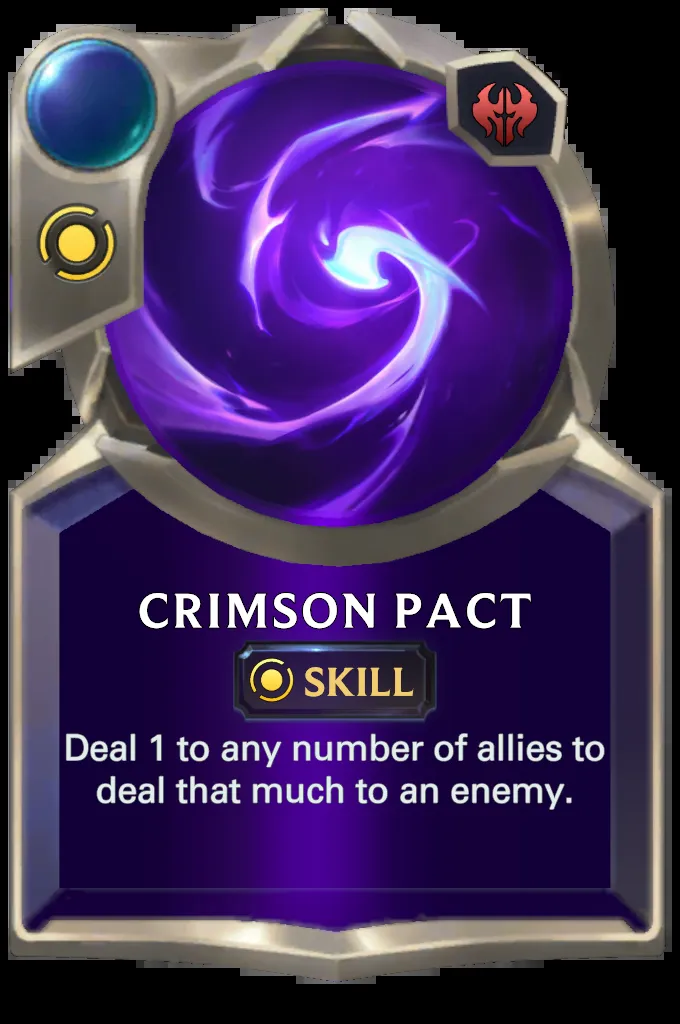 CRIMSON PACT
SKILL
Deal 1 to any number of allies to
deal that much to an enemy.